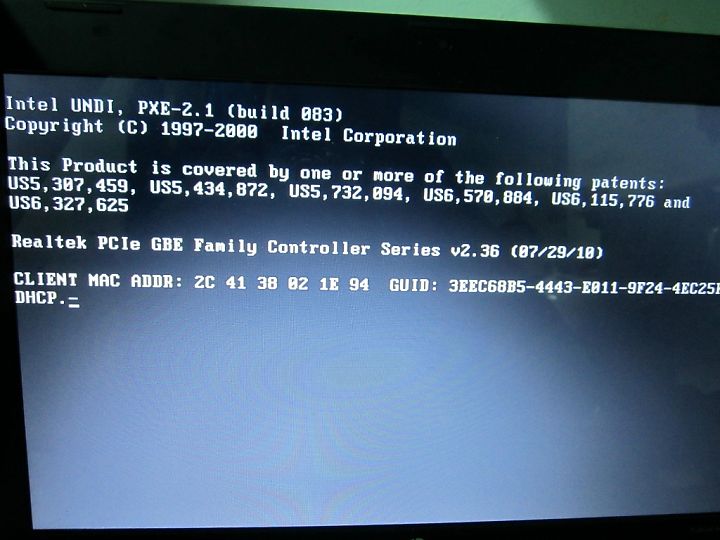 Intel UNDI, PXE-2.1 (build 083)
Copyright (C) 1997-2000  Intel Corporation
This Product is covered by one or more of the following patents:
US5,307,459, US5,434,872, US5,732,094, US6,570,884, US6,115,776 and
US6,327,625
Realtek PCIe GBE Family Controller Series v2.36 (07/29/10)
CLIENT MAC ADDR: 2C 41 38 02 1E 94  GUID: 3EEC68B5-4443-E011-9F24-4EC25
DHCP._